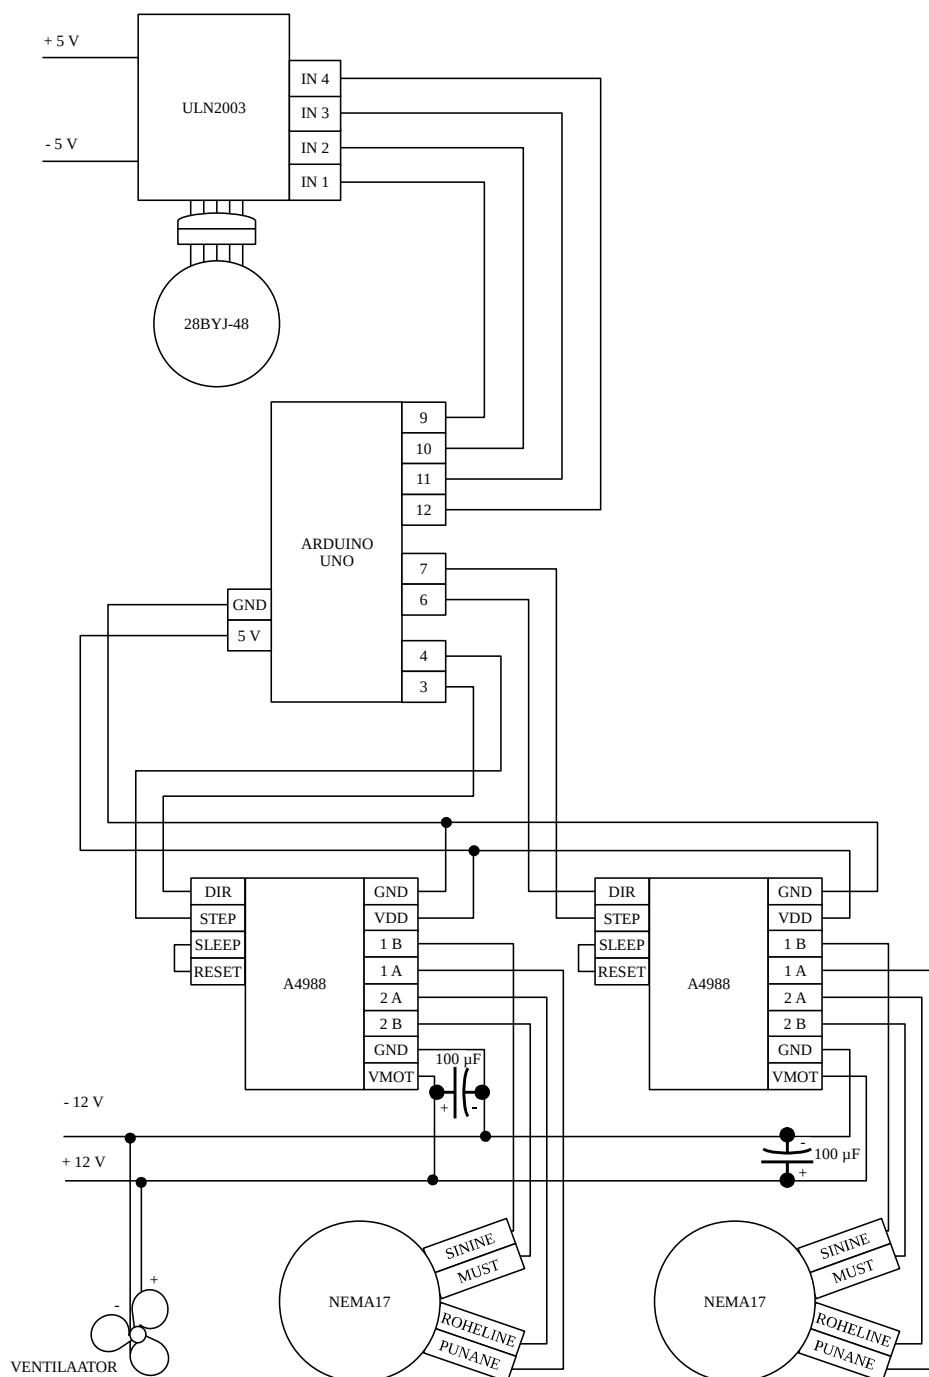 + 5 V
- 5 V
ULN2003
IN 4
IN 3
IN 2
IN 1
28BYJ-48
ARDUINO
UNO
9
10
11
12
7
6
4
3
GND
5 V
DIR
STEP
SLEEP
RESET
A4988
GND
VDD
1 B
1 A
2 A
2 B
GND
VMOT
100 µF
+ -
DIR
STEP
SLEEP
RESET
A4988
GND
VDD
1 B
1 A
2 A
2 B
GND
VMOT
- 12 V
+ 12 V
-
100 µF
+
NEMA17
SININE
MUST
ROHELINE
PUNANE
NEMA17
SININE
MUST
ROHELINE
PUNANE
+
-
VENTILAATOR